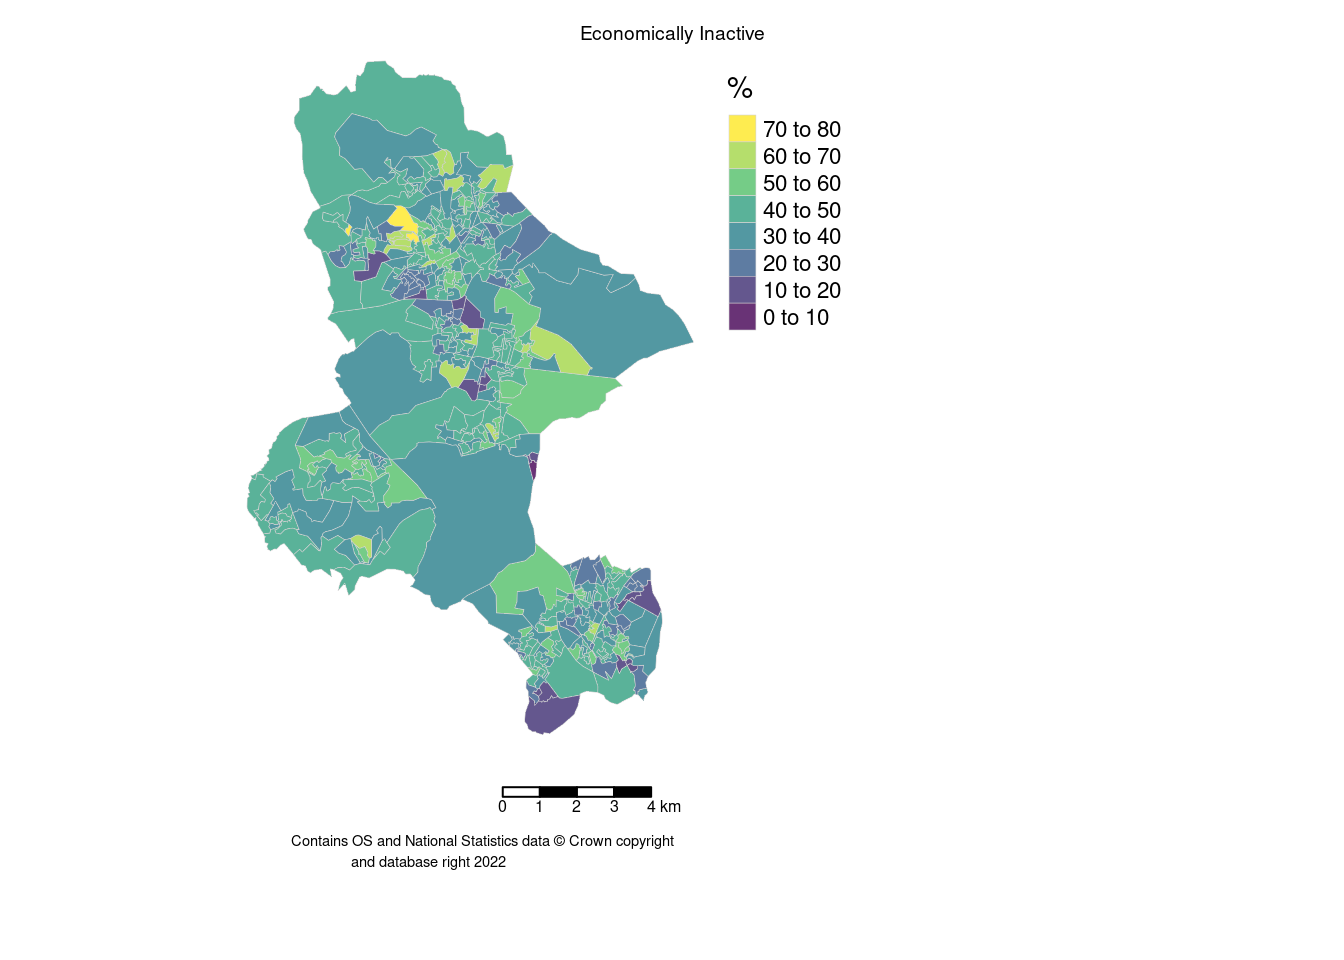 Economically Inactive
%
70 to 80
60 to 70
50 to 60
40 to 50
30 to 40
20 to 30
10 to 20
0 to 10
0 1 2 3 4 km
Contains OS and National Statistics data © Crown copyright
and database right 2022